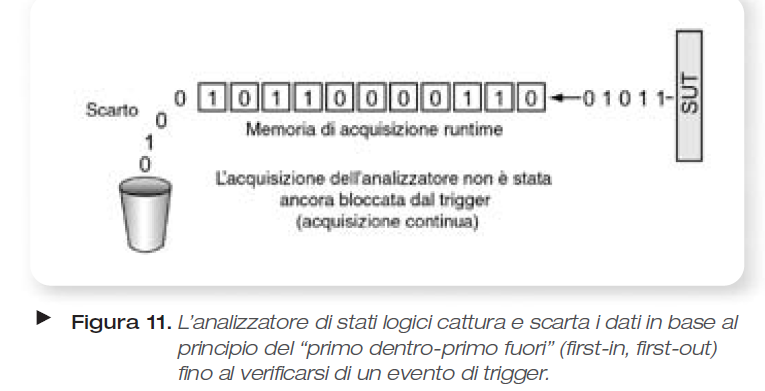 0 1 0 1 1 0 0 0 0 1 1 0 0 1 0 1 1 SUT
Scarto
0
1
0
Memoria di acquisizione runtime
L'acquisizione dell'analizzatore non è stata
ancora bloccata dal trigger
(acquisizione continua)
Figura 11. L'analizzatore di stati logici cattura e scarta i dati in base al
principio del “primo dentro-primo fuori” (first-in, first-out)
fino al verificarsi di un evento di trigger.